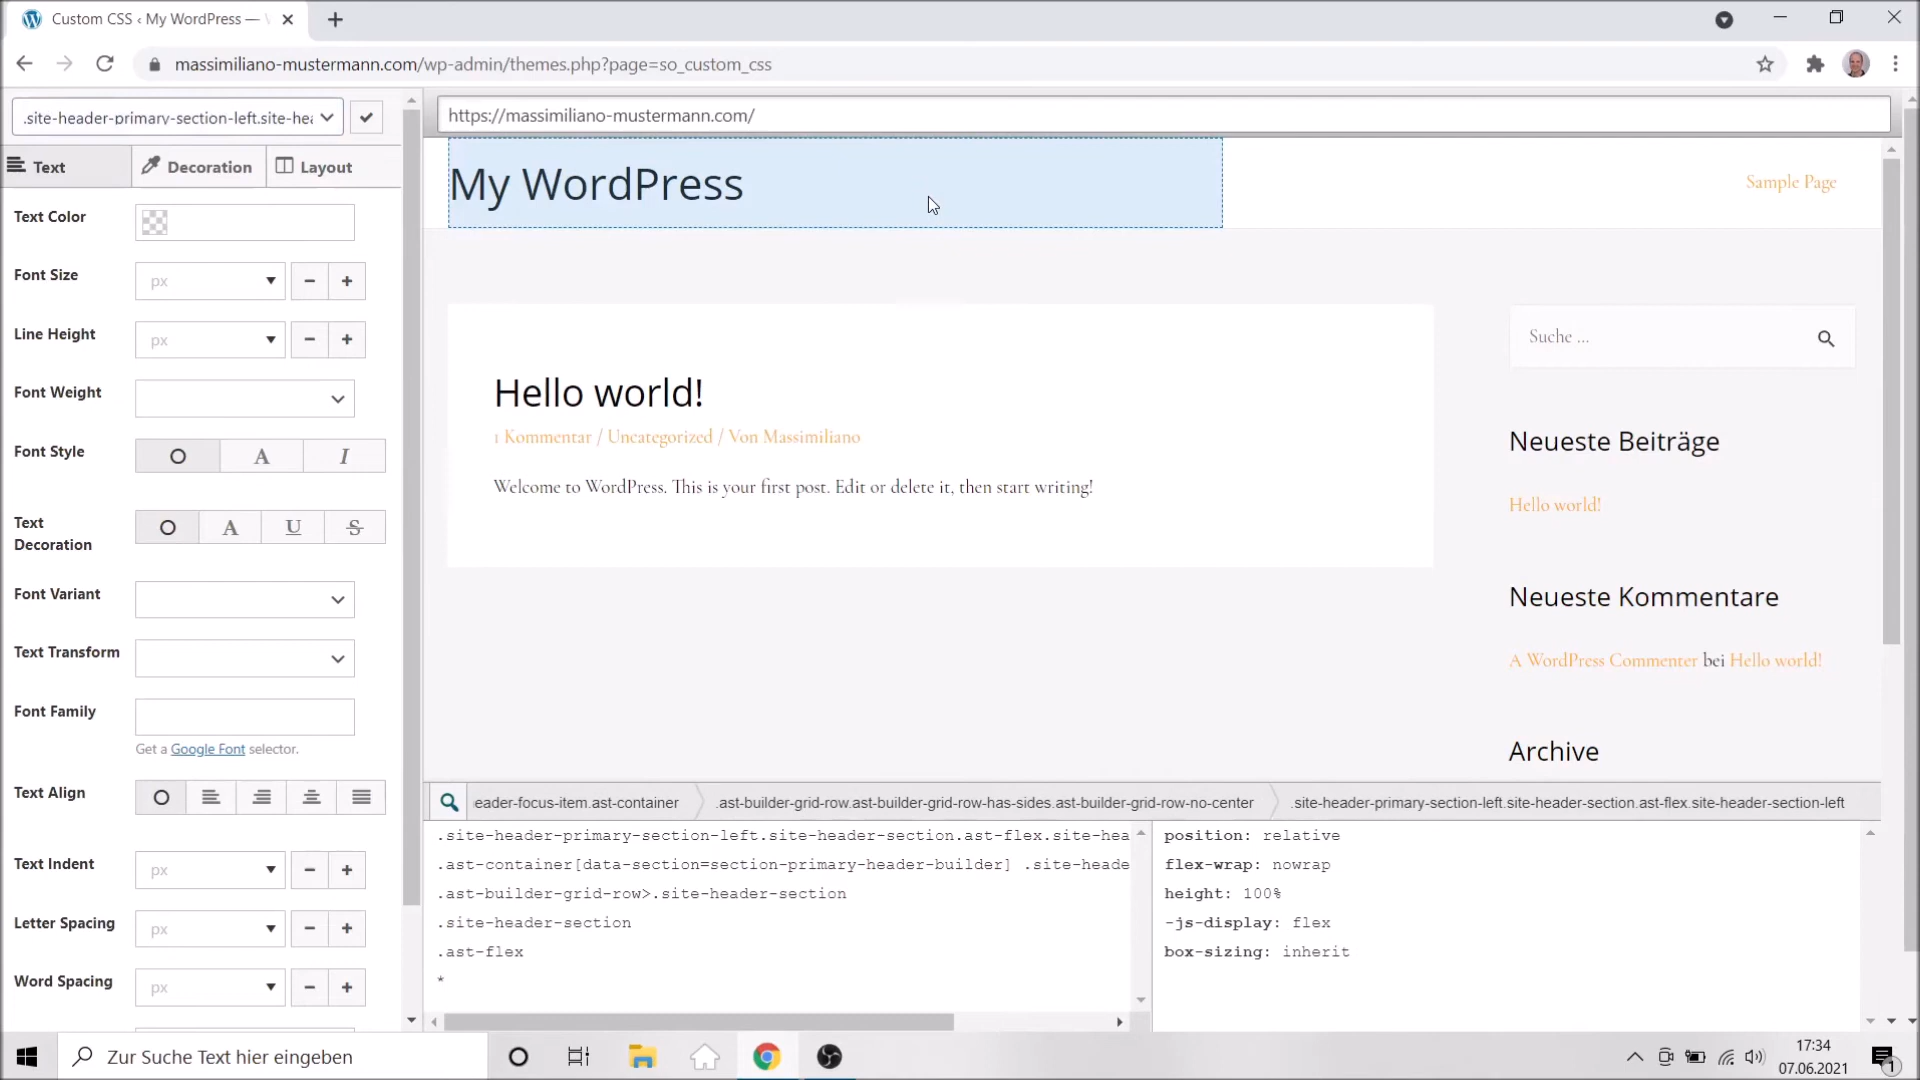 Custom CSS ‹ My WordPress —
massimiliano-mustermann.com/wp-admin/themes.php?page=so_custom_css
.site-header-primary-section-left.site-hea
https://massimiliano-mustermann.com/
Text
Decoration
Layout
Text Color
Font Size
px
Line Height
px
Font Weight
Font Style
A
I
Text
Decoration
A
U
S
Font Variant
Text Transform
Font Family
Get a Google Font selector.
Text Align
Text Indent
px
Letter Spacing
px
Word Spacing
px
My WordPress
Sample Page
Hello world!
1 Kommentar / Uncategorized / Von Massimiliano
Welcome to WordPress. This is your first post. Edit or delete it, then start writing!
Suche ...
Neueste Beiträge
Hello world!
Neueste Kommentare
A WordPress Commenter bei Hello world!
Archive
eader-focus-item.ast-container
.ast-builder-grid-row.ast-builder-grid-row-has-sides.ast-builder-grid-row-no-center
.site-header-primary-section-left.site-header-section.ast-flex.site-header-section-left
.site-header-primary-section-left.site-header-section.ast-flex.site-hea
.ast-container[data-section=section-primary-header-builder] .site-heade
.ast-builder-grid-row>.site-header-section
.site-header-section
.ast-flex
*
position: relative
flex-wrap: nowrap
height: 100%
-js-display: flex
box-sizing: inherit
Zur Suche Text hier eingeben
17:34
07.06.2021
1